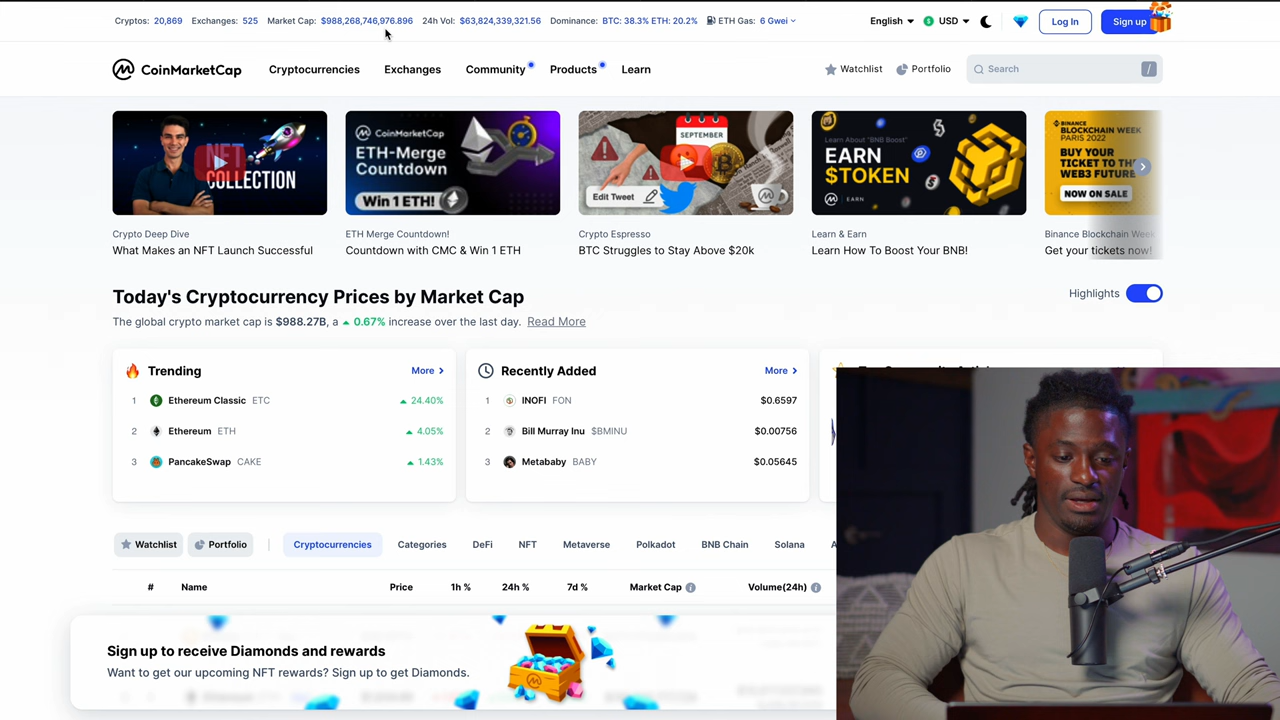 Cryptos: 20,869 Exchanges: 525 Market Cap: $988,268,746,976.896 24h Vol: $63,824,339,321.56 Dominance: BTC: 38.3% ETH: 20.2% ETH Gas: 6 Gwei English USD Log In Sign up
CoinMarketCap Cryptocurrencies Exchanges Community Products Learn Watchlist Portfolio Search /
NFT
COLLECTION
CoinMarketCap
ETH-Merge
Countdown
Win 1 ETH!
SEPTEMBER
Edit Tweet
Learn About "BNB Boost"
EARN
$TOKEN
EARN
BINANCE
BLOCKCHAIN WEEK
PARIS 2022
BUY YOUR
TICKET TO THE
WEB3 FUTURE
NOW ON SALE
Crypto Deep Dive
What Makes an NFT Launch Successful
ETH Merge Countdown!
Countdown with CMC & Win 1 ETH
Crypto Espresso
BTC Struggles to Stay Above $20k
Learn & Earn
Learn How To Boost Your BNB!
Binance Blockchain Week
Get your tickets now!
Today's Cryptocurrency Prices by Market Cap
Highlights
The global crypto market cap is $988.27B, a 0.67% increase over the last day. Read More
Trending More
1 Ethereum Classic ETC 24.40%
2 Ethereum ETH 4.05%
3 PancakeSwap CAKE 1.43%
Recently Added More
1 INOFI FON $0.6597
2 Bill Murray Inu $BMINU $0.00756
3 Metababy BABY $0.05645
Watchlist Portfolio Cryptocurrencies Categories DeFi NFT Metaverse Polkadot BNB Chain Solana
# Name Price 1h % 24h % 7d % Market Cap Volume(24h)
Sign up to receive Diamonds and rewards
Want to get our upcoming NFT rewards? Sign up to get Diamonds.